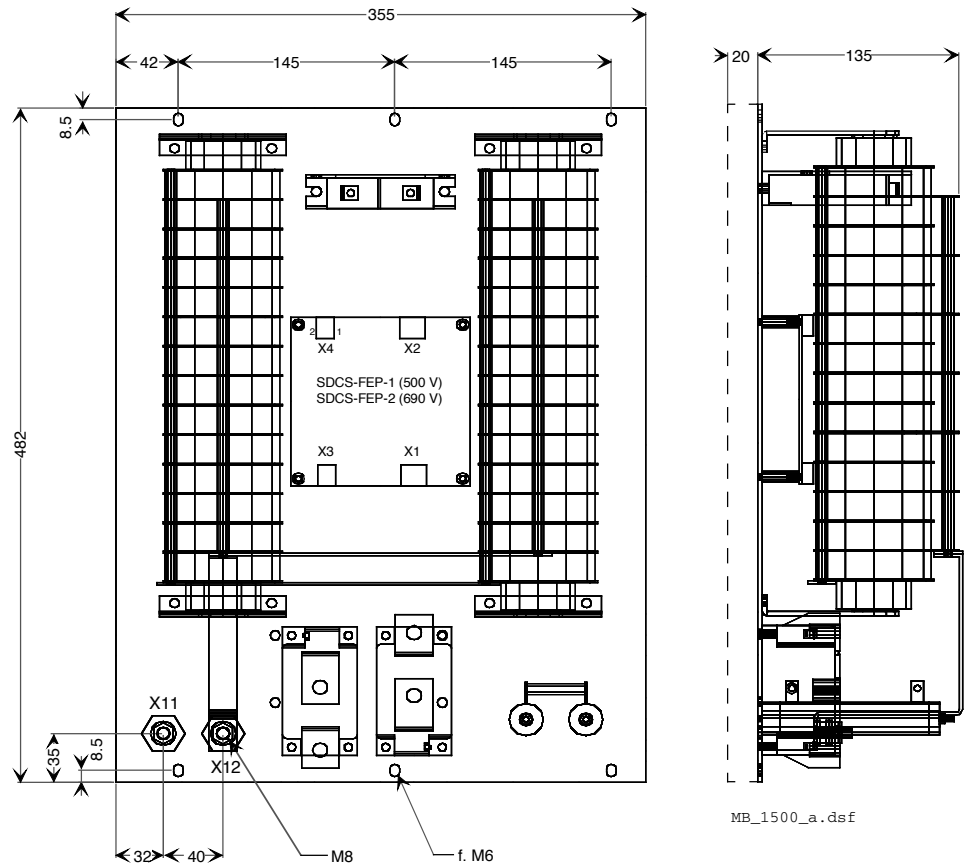 355
42
145
145
20
135
8.5
482
2
1
X4
X2
SDCS-FEP-1 (500 V)
SDCS-FEP-2 (690 V)
X3
X1
X11
X12
35
8.5
MB_1500_a.dsf
32
40
M8
f. M6